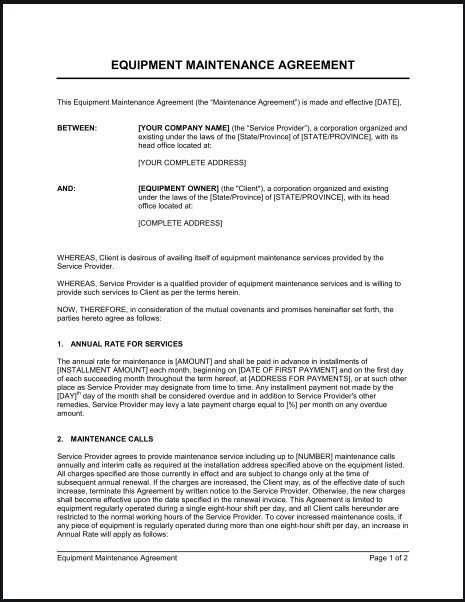 EQUIPMENT MAINTENANCE AGREEMENT
This Equipment Maintenance Agreement (the “Maintenance Agreement”) is made and effective [DATE],
BETWEEN: [YOUR COMPANY NAME] (the “Service Provider”), a corporation organized and
existing under the laws of the [State/Province] of [STATE/PROVINCE], with its
head office located at:
[YOUR COMPLETE ADDRESS]
AND: [EQUIPMENT OWNER] (the "Client"), a corporation organized and existing
under the laws of the [State/Province] of [STATE/PROVINCE], with its head
office located at:
[COMPLETE ADDRESS]
WHEREAS, Client is desirous of availing itself of equipment maintenance services provided by the
Service Provider.
WHEREAS, Service Provider is a qualified provider of equipment maintenance services and is willing to
provide such services to Client as per the terms herein.
NOW, THEREFORE, in consideration of the mutual covenants and promises hereinafter set forth, the
parties hereto agree as follows:
1. ANNUAL RATE FOR SERVICES
The annual rate for maintenance is [AMOUNT] and shall be paid in advance in installments of
[INSTALLMENT AMOUNT] each month, beginning on [DATE OF FIRST PAYMENT] and on the first day
of each succeeding month throughout the term hereof, at [ADDRESS FOR PAYMENTS], or at such other
place as Service Provider may designate from time to time. Any installment payment not made by the
[DAY]th day of the month shall be considered overdue and in addition to Service Provider's other
remedies, Service Provider may levy a late payment charge equal to [%] per month on any overdue
amount.
2. MAINTENANCE CALLS
Service Provider agrees to provide maintenance service including up to [NUMBER] maintenance calls
annually and interim calls as required at the installation address specified above on the equipment listed.
All charges specified are those currently in effect and are subject to change only at the time of
subsequent annual renewal. If the charges are increased, the Client may, as of the effective date of such
increase, terminate this Agreement by written notice to the Service Provider. Otherwise, the new charges
shall become effective upon the date specified in the renewal invoice. This Agreement is Limited to
equipment regularly operated during a single eight-hour shift per day, and all Client calls hereunder are
restricted to the normal working hours of the Service Provider. To cover increased maintenance costs, if
any piece of equipment is regularly operated during more than one eight-hour shift per day, an increase in
Annual Rate will apply as follows:
Equipment Maintenance Agreement Page 1 of 2